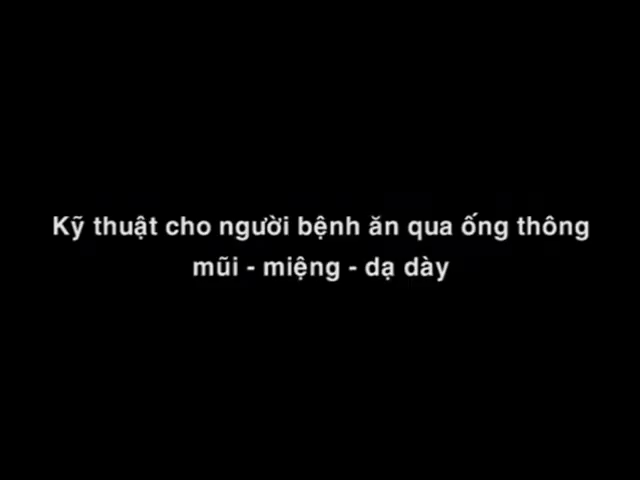 Kỹ thuật cho người bệnh ăn qua ống thông
mũi - miệng - dạ dày